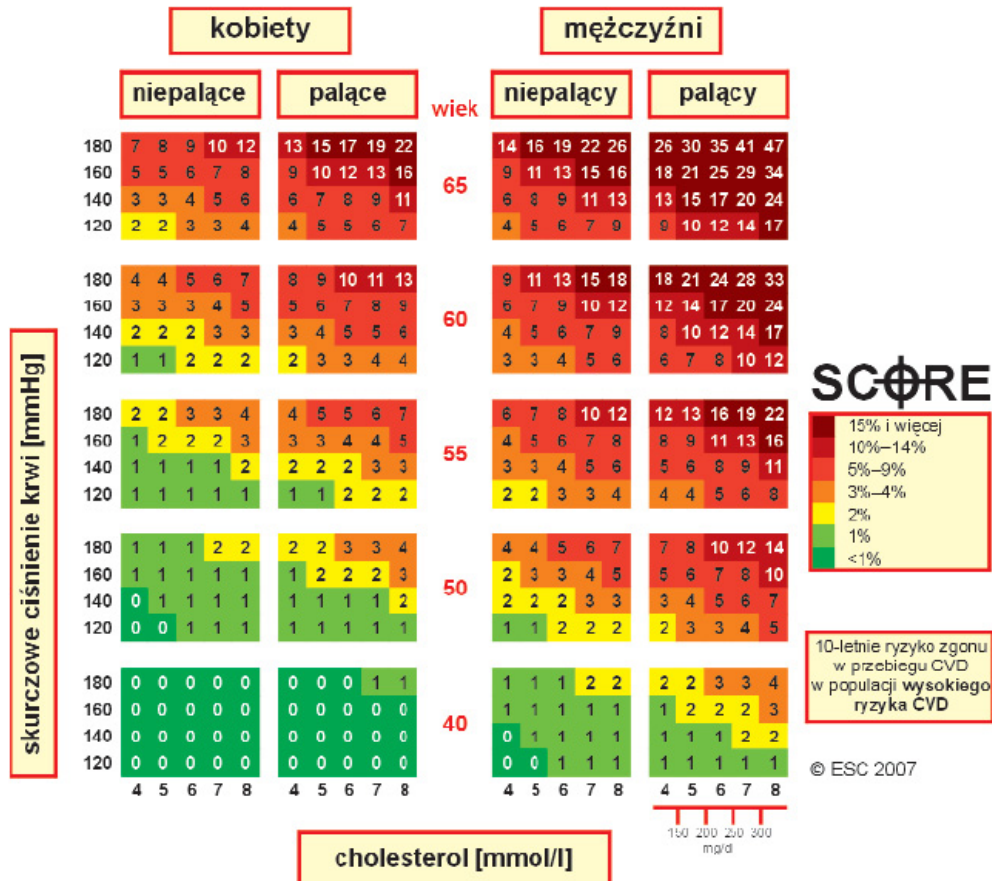 kobiety mężczyźni
niepalące palące wiek niepalący palący
180 7 8 9 10 12 13 15 17 19 22 14 16 19 22 26 26 30 35 41 47
160 5 5 6 7 8 9 10 12 13 16 9 11 13 15 16 18 21 25 29 34
65
140 3 3 4 5 6 6 7 8 9 11 6 8 9 11 13 13 15 17 20 24
120 2 2 3 3 4 4 5 5 6 7 4 5 6 7 9 9 10 12 14 17
180 4 4 5 6 7 8 9 10 11 13 9 11 13 15 18 18 21 24 28 33
160 3 3 3 4 5 5 6 7 8 9 6 7 9 10 12 12 14 17 20 24
60
140 2 2 2 3 3 3 4 5 5 6 4 5 6 7 9 8 10 12 14 17
120 1 1 2 2 2 2 3 3 4 4 3 3 4 5 6 6 7 8 10 12
180 2 2 3 3 4 4 5 5 6 7 6 7 8 10 12 12 13 16 19 22
160 1 2 2 2 3 3 3 4 4 5 4 5 6 7 8 8 9 11 13 16
55
140 1 1 1 1 2 2 2 2 3 3 3 3 4 5 6 5 6 8 9 11
120 1 1 1 1 1 1 1 2 2 2 2 2 3 3 4 4 4 5 6 8
180 1 1 1 2 2 2 2 3 3 4 4 4 5 6 7 7 8 10 12 14
160 1 1 1 1 1 1 2 2 2 3 2 3 3 4 5 5 6 7 8 10
50
140 0 1 1 1 1 1 1 1 1 2 2 2 2 3 3 3 4 5 6 7
120 0 0 1 1 1 1 1 1 1 1 1 1 2 2 2 2 3 3 4 5
180 0 0 0 0 0 0 0 0 1 1 1 1 1 2 2 2 2 3 3 4
160 0 0 0 0 0 0 0 0 0 0 1 1 1 1 1 1 2 2 2 3
40
140 0 0 0 0 0 0 0 0 0 0 0 1 1 1 1 1 1 1 2 2
120 0 0 0 0 0 0 0 0 0 0 0 0 1 1 1 1 1 1 1 1
4 5 6 7 8 4 5 6 7 8 4 5 6 7 8 4 5 6 7 8
150 200 250 300
mg/dl
cholesterol [mmol/l]
skurczowe ciśnienie krwi [mmHg]
SCORE
15% i więcej
10%–14%
5%–9%
3%–4%
2%
1%
<1%
10-letnie ryzyko zgonu
w przebiegu CVD
w populacji wysokiego
ryzyka CVD
© ESC 2007